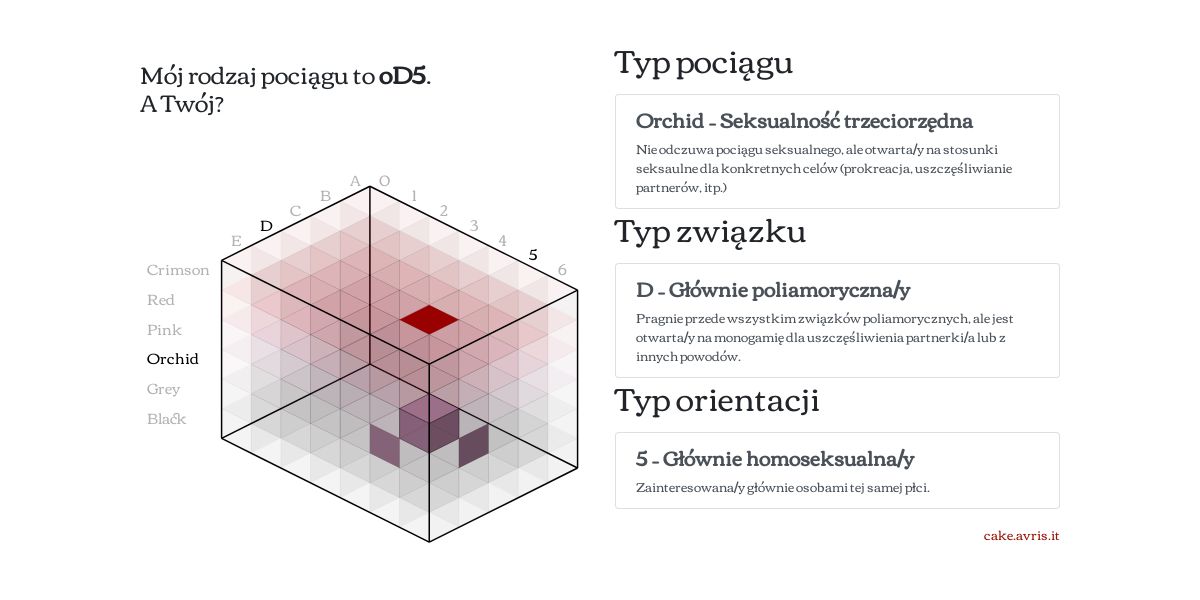 Mój rodzaj pociągu to oD5.
A Twój?
A
B
C
D
E
0
1
2
3
4
5
6
Crimson
Red
Pink
Orchid
Grey
Black
Typ pociągu
Orchid – Seksualność trzeciorzędna
Nie odczuwa pociągu seksualnego, ale otwarta/y na stosunki
seksaulne dla konkretnych celów (prokreacja, uszczęśliwianie
partnerów, itp.)
Typ związku
D – Głównie poliamoryczna/y
Pragnie przede wszystkim związków poliamorycznych, ale jest
otwarta/y na monogamię dla uszczęśliwienia partnerki/a lub z
innych powodów.
Typ orientacji
5 – Głównie homoseksualna/y
Zainteresowana/y głównie osobami tej samej płci.
cake.avris.it